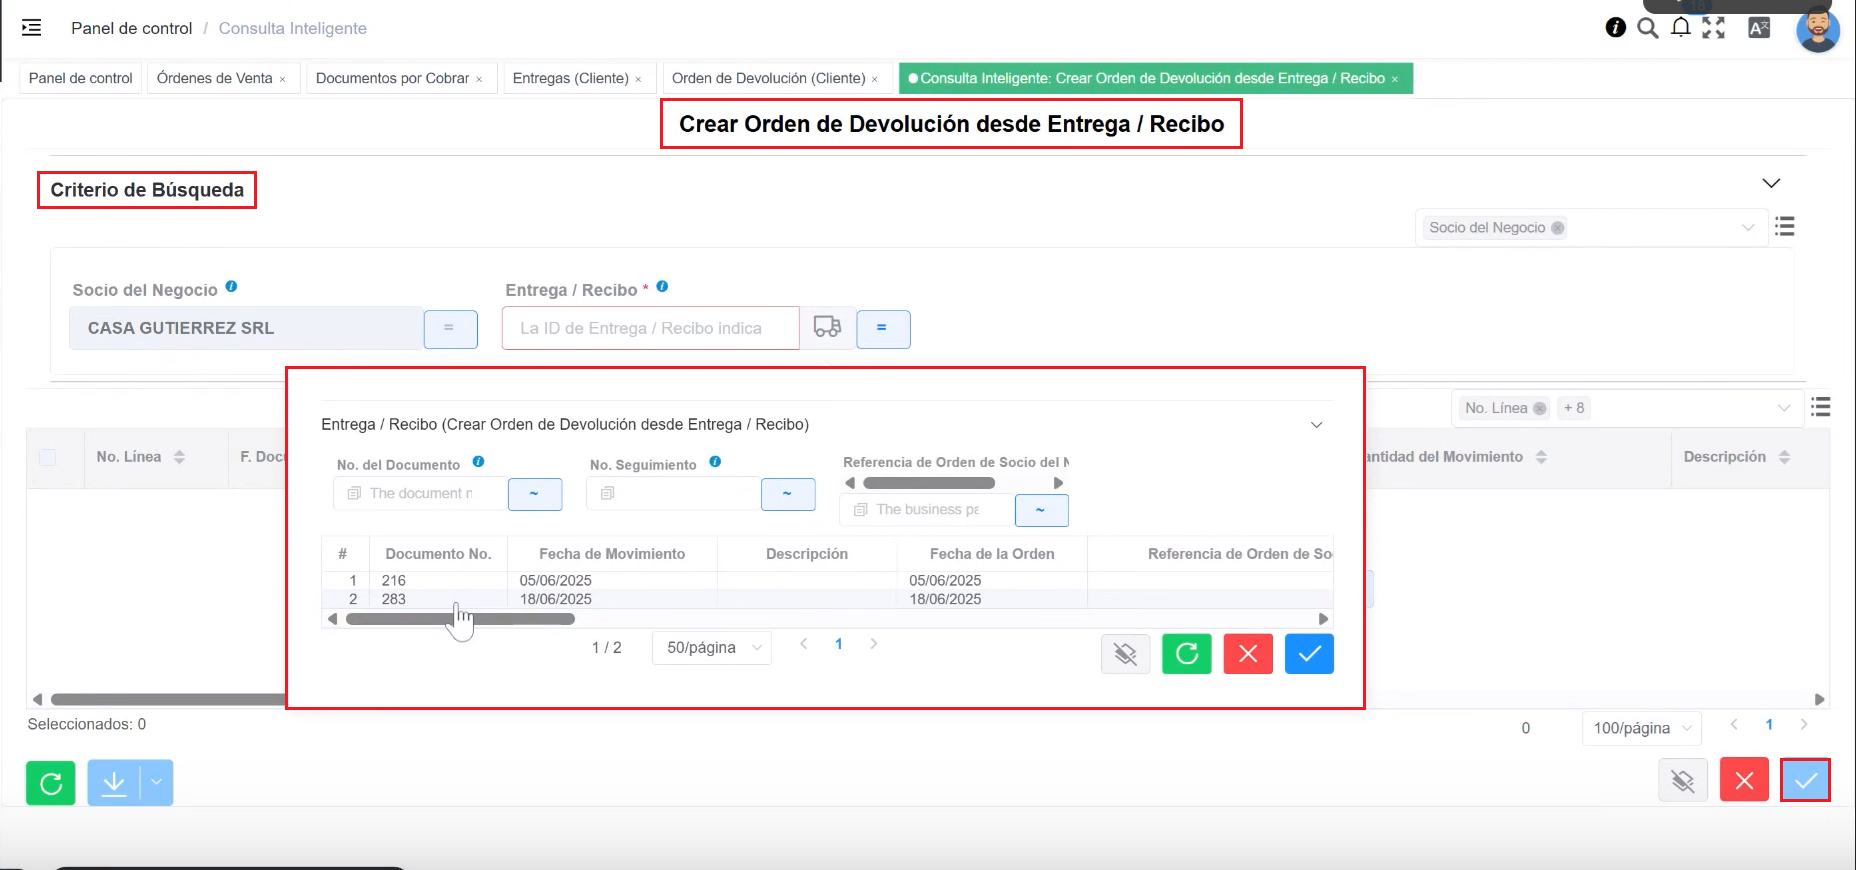 Panel de control / Consulta Inteligente
18
Panel de control
Órdenes de Venta ×
Documentos por Cobrar ×
Entregas (Cliente) ×
Orden de Devolución (Cliente) ×
Consulta Inteligente: Crear Orden de Devolución desde Entrega / Recibo ×
Crear Orden de Devolución desde Entrega / Recibo
Criterio de Búsqueda
Socio del Negocio
Socio del Negocio
Entrega / Recibo *
CASA GUTIERREZ SRL
=
La ID de Entrega / Recibo indica
=
No. Línea
+ 8
No. Línea
F. Docu
antidad del Movimiento
Descripción
Entrega / Recibo (Crear Orden de Devolución desde Entrega / Recibo)
No. del Documento
No. Seguimiento
Referencia de Orden de Socio del N
The document n
~
~
The business pa
~
# Documento No. Fecha de Movimiento Descripción Fecha de la Orden Referencia de Orden de So
1 216 05/06/2025 05/06/2025
2 283 18/06/2025 18/06/2025
1 / 2
50/página
1
Seleccionados: 0
0
100/página
1